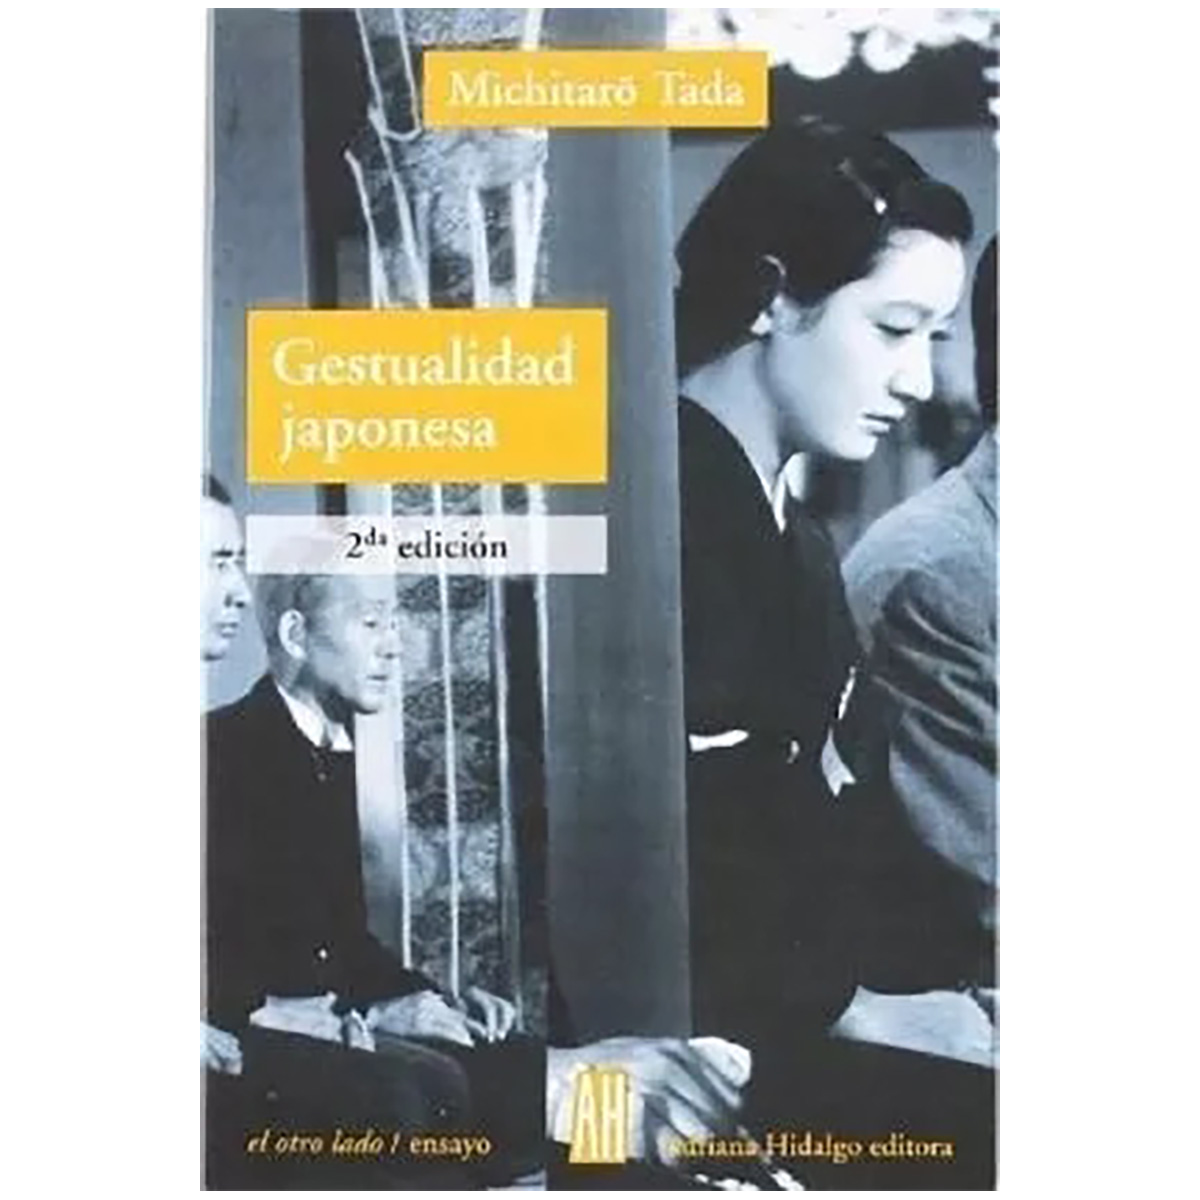 Michitarō Tada
Gestualidad
japonesa
2da edición
AH
el otro lado / ensayo
adriana Hidalgo editora